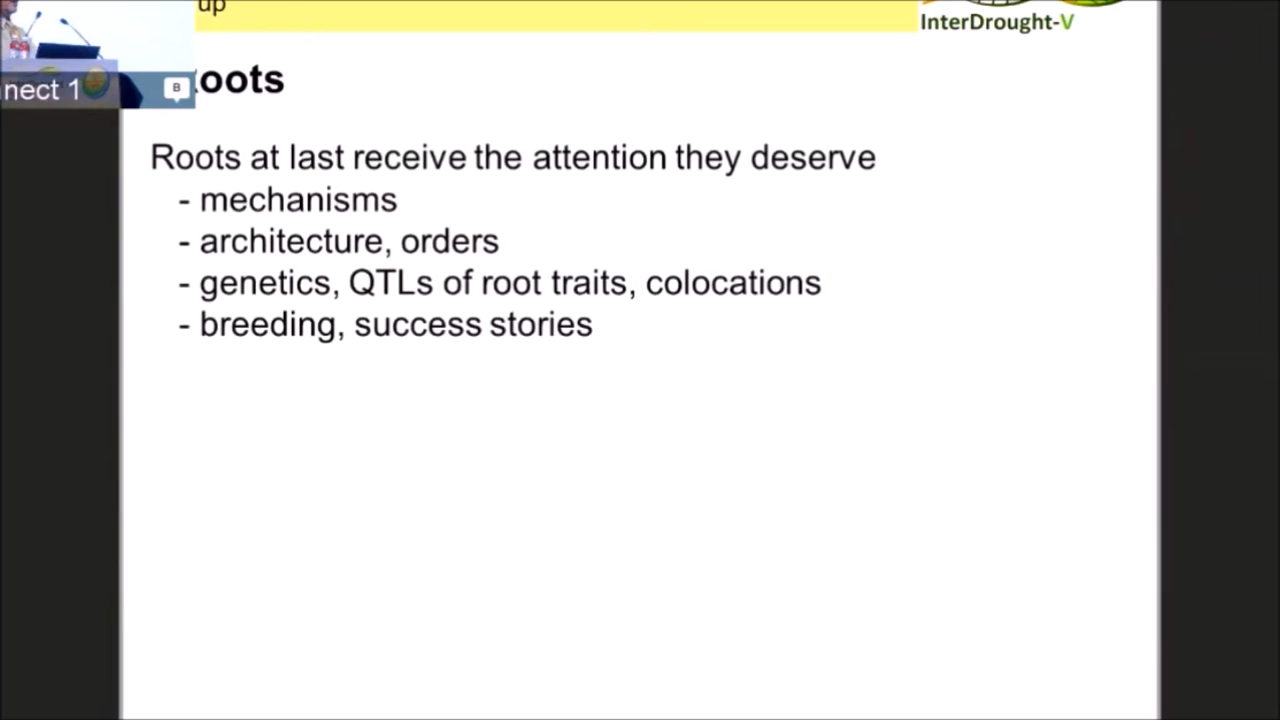 up
InterDrought-V
nect 1
B
oots
Roots at last receive the attention they deserve
- mechanisms
- architecture, orders
- genetics, QTLs of root traits, colocations
- breeding, success stories